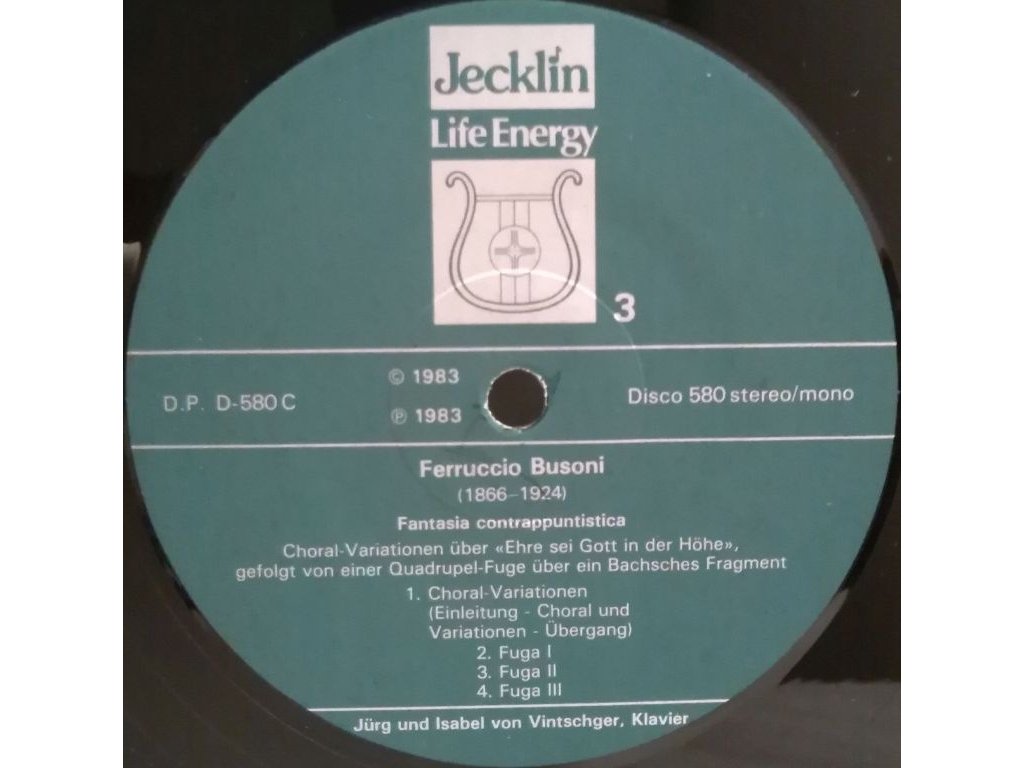 Jecklin
Life Energy
3
D.P. D-580 C
© 1983
℗ 1983
Disco 580 stereo/mono
Ferruccio Busoni
(1866–1924)
Fantasia contrappuntistica
Choral-Variationen über «Ehre sei Gott in der Höhe»,
gefolgt von einer Quadrupel-Fuge über ein Bachsches Fragment
1. Choral-Variationen
(Einleitung - Choral und
Variationen - Übergang)
2. Fuga I
3. Fuga II
4. Fuga III
Jürg und Isabel von Vintschger, Klavier